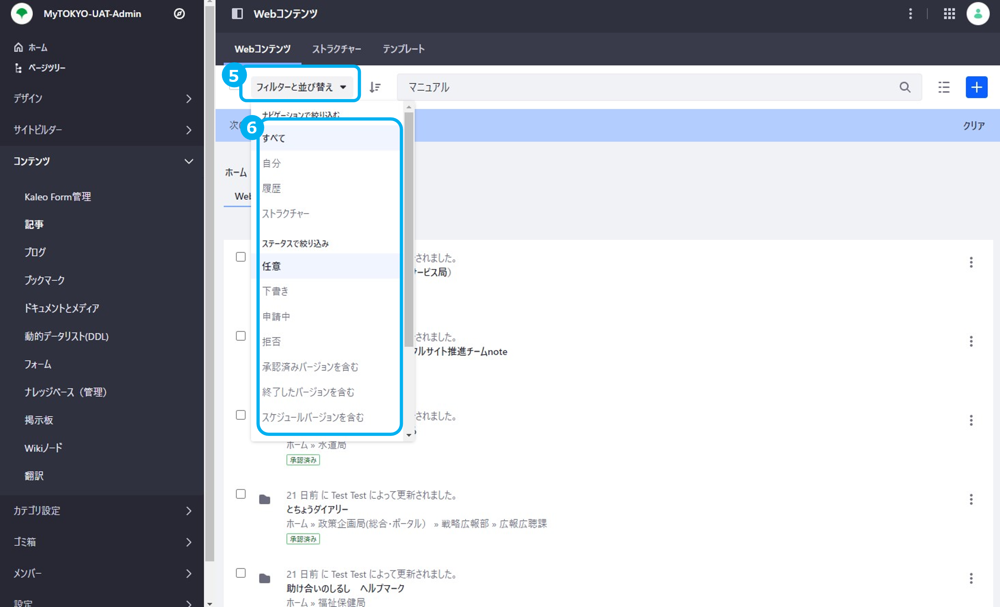 MyTOKYO-UAT-Admin
ホーム
ページツリー
デザイン
サイトビルダー
コンテンツ
Kaleo Form管理
記事
ブログ
ブックマーク
ドキュメントとメディア
動的データリスト(DDL)
フォーム
ナレッジベース（管理）
掲示板
Wikiノード
翻訳
カテゴリ設定
ゴミ箱
メンバー
設定
Webコンテンツ
Webコンテンツ ストラクチャー テンプレート
5
フィルターと並び替え
マニュアル
ナビゲーションで絞り込む
6
次
クリア
すべて
自分
履歴
ストラクチャー
ステータスで絞り込み
任意
下書き
申請中
拒否
承認済みバージョンを含む
終了したバージョンを含む
スケジュールバージョンを含む
ホーム
Web
されました。
ービス局）
されました。
ルサイト推進チームnote
されました。
ホーム » 水道局
承認済み
21 日前 に Test Test によって更新されました。
とちょうダイアリー
ホーム » 政策企画局(総合・ポータル） » 戦略広報部 » 広報広聴課
承認済み
21 日前 に Test Test によって更新されました。
助け合いのしるし　ヘルプマーク
ホーム » 福祉保健局